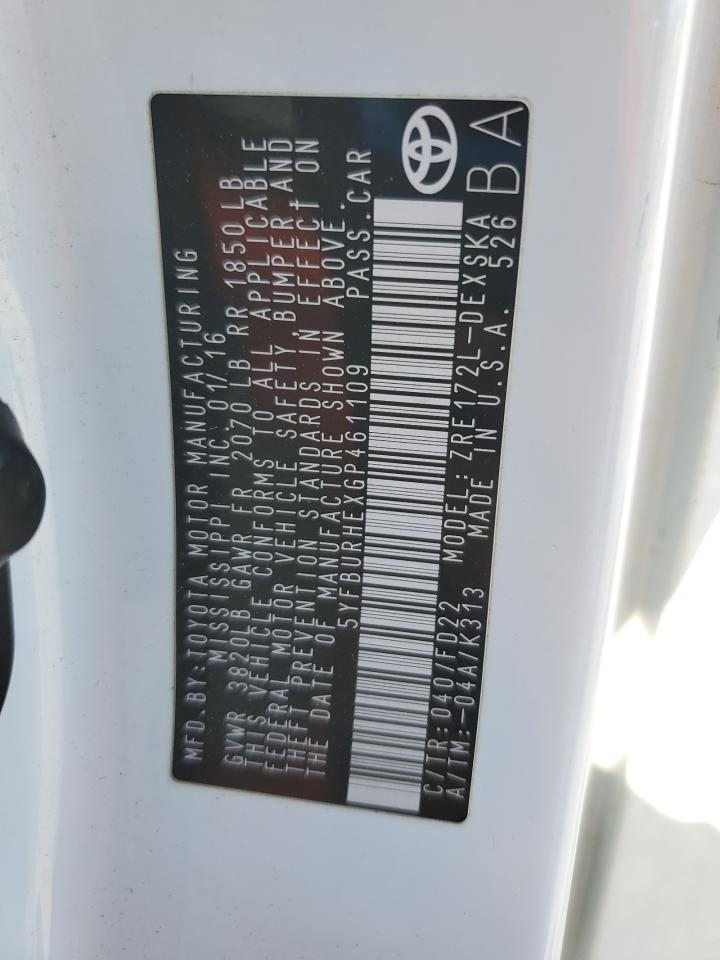 MFD.BY:TOYOTA MOTOR MANUFACTURING
MISSISSIPPI INC. 01/16
GVWR 3820LB GAWR FR 2070 LB RR 1850 LB
THIS VEHICLE CONFORMS TO ALL APPLICABLE
FEDERAL MOTOR VEHICLE SAFETY, BUMPER, AND
THEFT PREVENTION STANDARDS IN EFFECT ON
THE DATE OF MANUFACTURE SHOWN ABOVE.
5YFBURHEXGP461109 PASS.CAR
C/TR:040/FD22 MODEL: ZRE172L-DEXSKA
A/TM:-04A/K313 MADE IN U.S.A. 526 BA